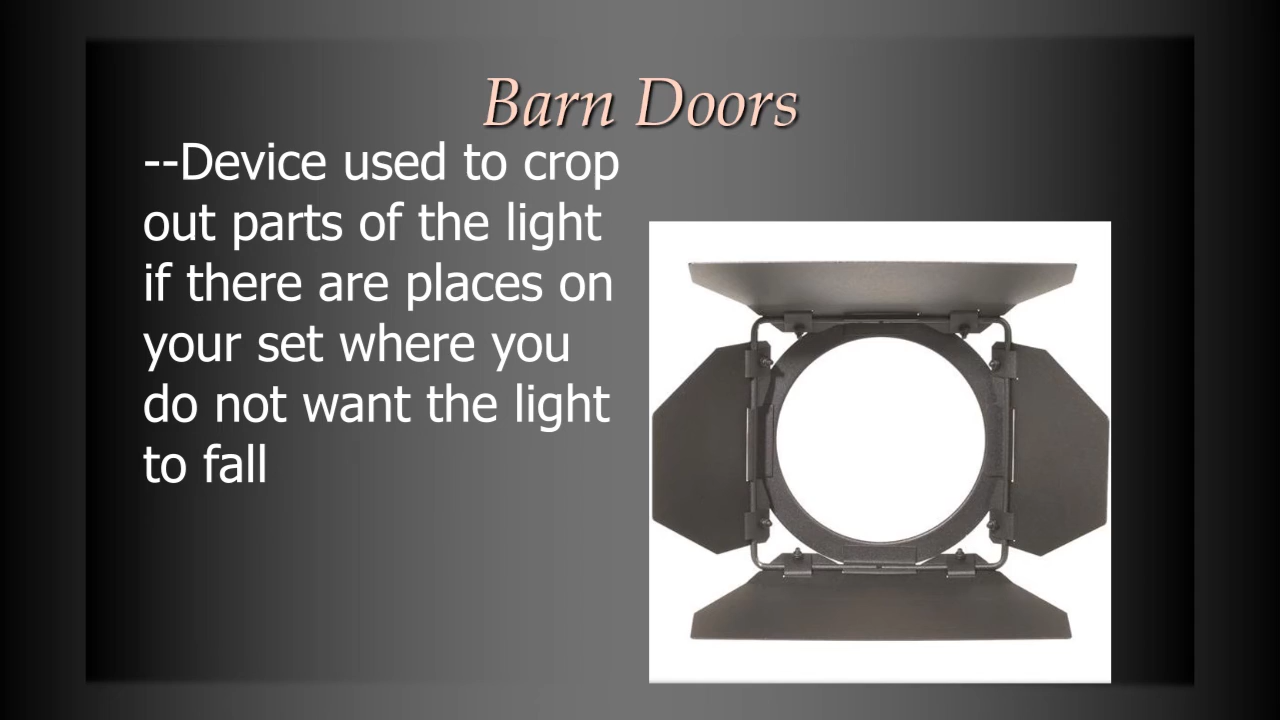 Barn Doors
--Device used to crop
out parts of the light
if there are places on
your set where you
do not want the light
to fall